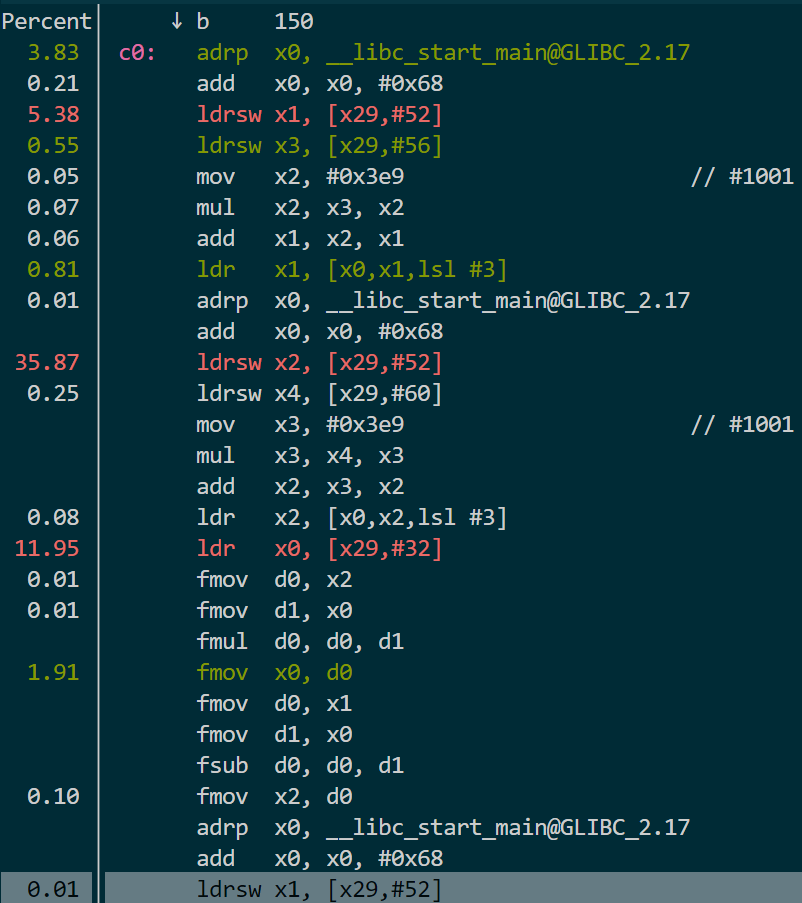 Percent ↓ b 150
3.83 c0: adrp x0, __libc_start_main@GLIBC_2.17
0.21 add x0, x0, #0x68
5.38 ldrsw x1, [x29,#52]
0.55 ldrsw x3, [x29,#56]
0.05 mov x2, #0x3e9 // #1001
0.07 mul x2, x3, x2
0.06 add x1, x2, x1
0.81 ldr x1, [x0,x1,lsl #3]
0.01 adrp x0, __libc_start_main@GLIBC_2.17
add x0, x0, #0x68
35.87 ldrsw x2, [x29,#52]
0.25 ldrsw x4, [x29,#60]
mov x3, #0x3e9 // #1001
mul x3, x4, x3
add x2, x3, x2
0.08 ldr x2, [x0,x2,lsl #3]
11.95 ldr x0, [x29,#32]
0.01 fmov d0, x2
0.01 fmov d1, x0
fmul d0, d0, d1
1.91 fmov x0, d0
fmov d0, x1
fmov d1, x0
fsub d0, d0, d1
0.10 fmov x2, d0
adrp x0, __libc_start_main@GLIBC_2.17
add x0, x0, #0x68
0.01 ldrsw x1, [x29,#52]